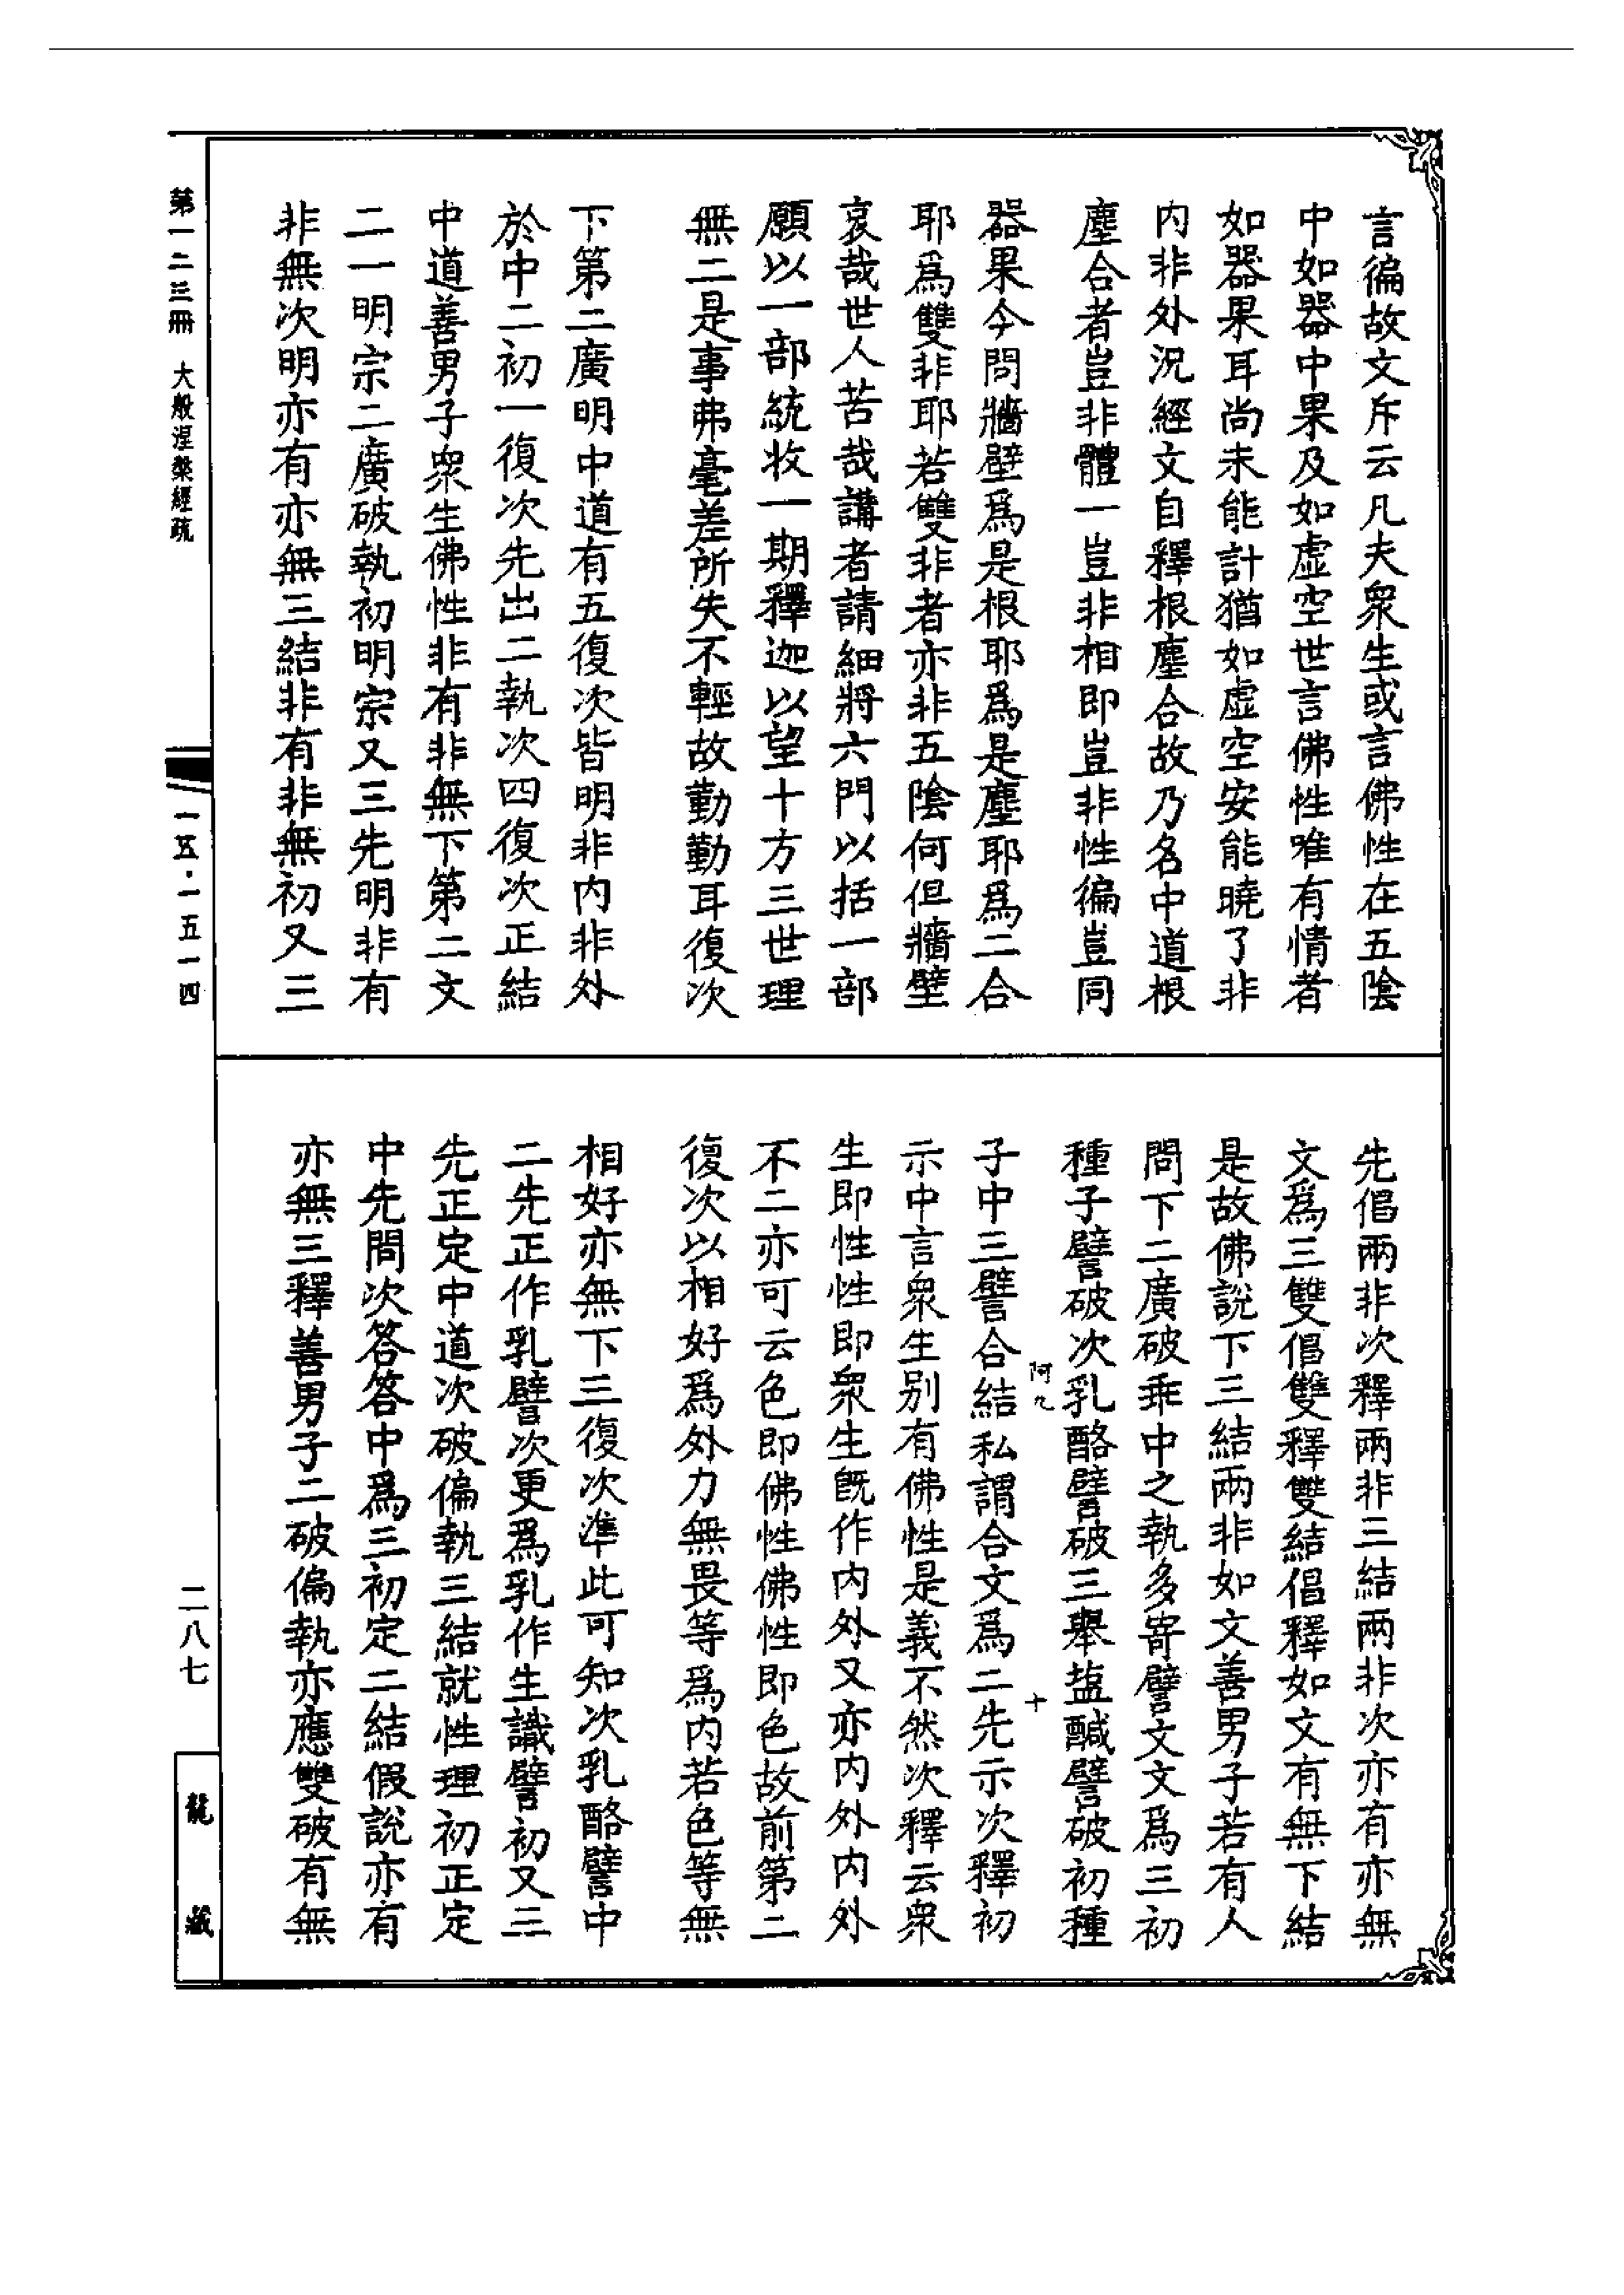 言徧故文斥云凡夫眾生或言佛性在五陰
中如器中果及如虛空世言佛性唯有情者
如器果耳尚未能計猶如虛空安能曉了非
內非外況經文自釋根塵合故乃名中道根
塵合者豈非體一豈非相即豈非性徧豈同
器果今問牆壁爲是根耶爲是塵耶爲二合
耶爲雙非耶若雙非者亦非五陰何但牆壁
哀哉世人苦哉講者請細將六門以括一部
願以一部統收一期釋迦以望十方三世理
無二是事弗毫差所失不輕故勤勤耳復次
下第二廣明中道有五復次皆明非內非外
於中二初一復次先出二執次四復次正結
中道善男子眾生佛性非有非無下第二文
二一明宗二廣破執初明宗又三先明非有
非無次明亦有亦無三結非有非無初又三
先倡兩非次釋兩非三結兩非次亦有亦無
文爲三雙倡雙釋雙結倡釋如文有無下結
是故佛說下三結兩非如文善男子若有人
問下二廣破乖中之執多寄譬文文爲三初
種子譬破次乳酪譬破三舉塩醎譬破初種
子中三譬合結私謂合文爲二先示次釋初
示中言眾生別有佛性是義不然次釋云眾
生即性性即眾生既作內外又亦內外內外
不二亦可云色即佛性佛性即色故前第二
復次以相好爲外力無畏等爲內若色等無
相好亦無下三復次準此可知次乳酪譬中
二先正作乳譬次更爲乳作生識譬初又三
先正定中道次破偏執三結就性理初正定
中先問次答答中爲三初定二結假說亦有
亦無三釋善男子二破偏執亦應雙破有無
阿九
十
第一二三冊 大般涅槃經疏
一五·一五一四
二八七
龍藏